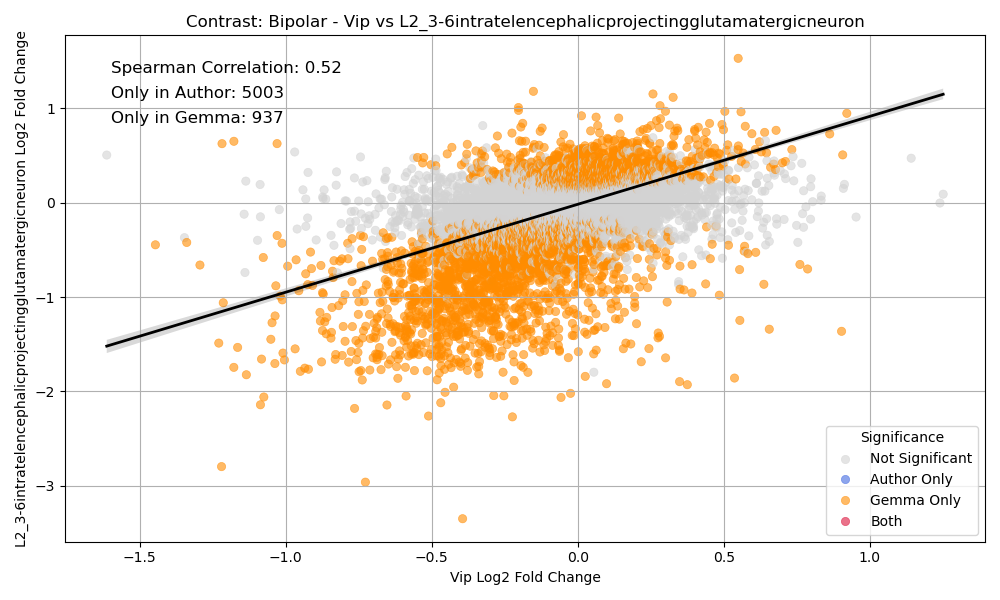 Contrast: Bipolar - Vip vs L2_3-6intratelencephalicprojectingglutamatergicneuron
L2_3-6intratelencephalicprojectingglutamatergicneuron Log2 Fold Change
Spearman Correlation: 0.52
Only in Author: 5003
Only in Gemma: 937
1
0
−1
−2
−3
Significance
Not Significant
Author Only
Gemma Only
Both
−1.5
−1.0
−0.5
0.0
0.5
1.0
Vip Log2 Fold Change